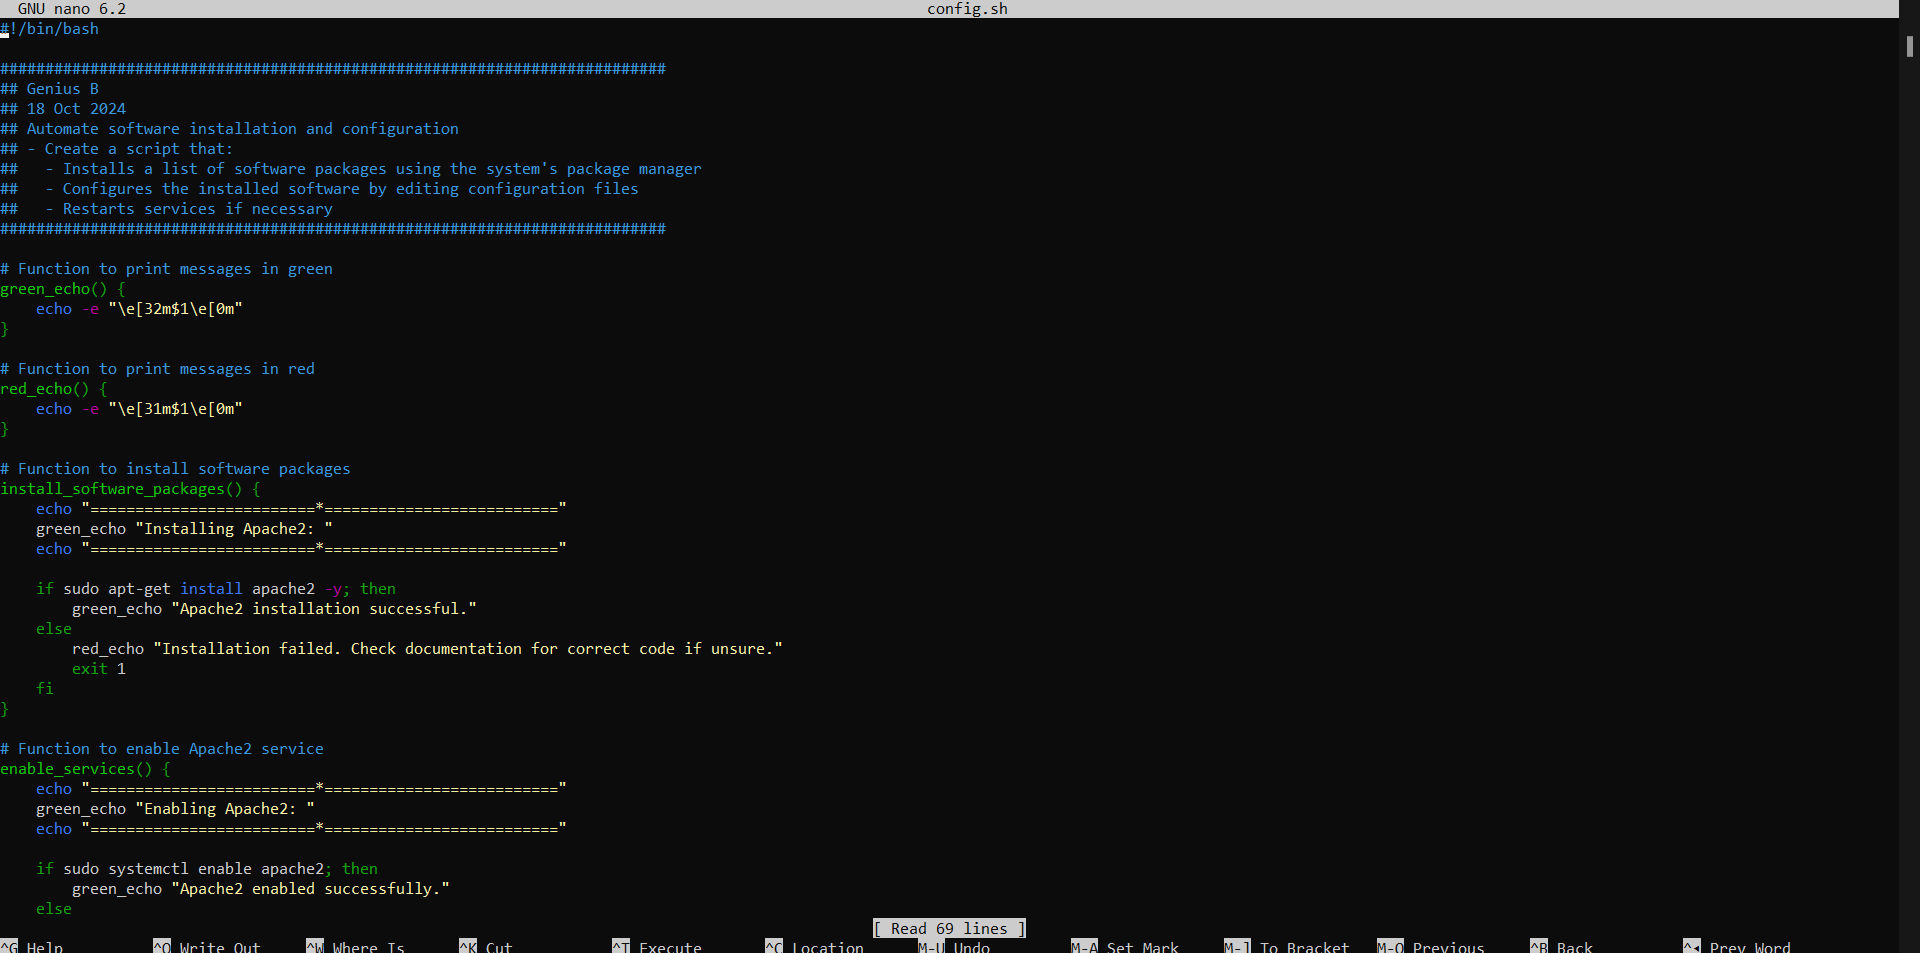 GNU nano 6.2 config.sh
#!/bin/bash

##########################################################################
## Genius B
## 18 Oct 2024
## Automate software installation and configuration
## - Create a script that:
##   - Installs a list of software packages using the system's package manager
##   - Configures the installed software by editing configuration files
##   - Restarts services if necessary
##########################################################################

# Function to print messages in green
green_echo() {
    echo -e "\e[32m$1\e[0m"
}

# Function to print messages in red
red_echo() {
    echo -e "\e[31m$1\e[0m"
}

# Function to install software packages
install_software_packages() {
    echo "=========================*=========================="
    green_echo "Installing Apache2: "
    echo "=========================*=========================="

    if sudo apt-get install apache2 -y; then
        green_echo "Apache2 installation successful."
    else
        red_echo "Installation failed. Check documentation for correct code if unsure."
        exit 1
    fi
}

# Function to enable Apache2 service
enable_services() {
    echo "=========================*=========================="
    green_echo "Enabling Apache2: "
    echo "=========================*=========================="

    if sudo systemctl enable apache2; then
        green_echo "Apache2 enabled successfully."
    else
[ Read 69 lines ]
^G Help ^O Write Out ^W Where Is ^K Cut ^T Execute ^C Location M-U Undo M-A Set Mark M-] To Bracket M-Q Previous ^B Back ^◂ Prev Word